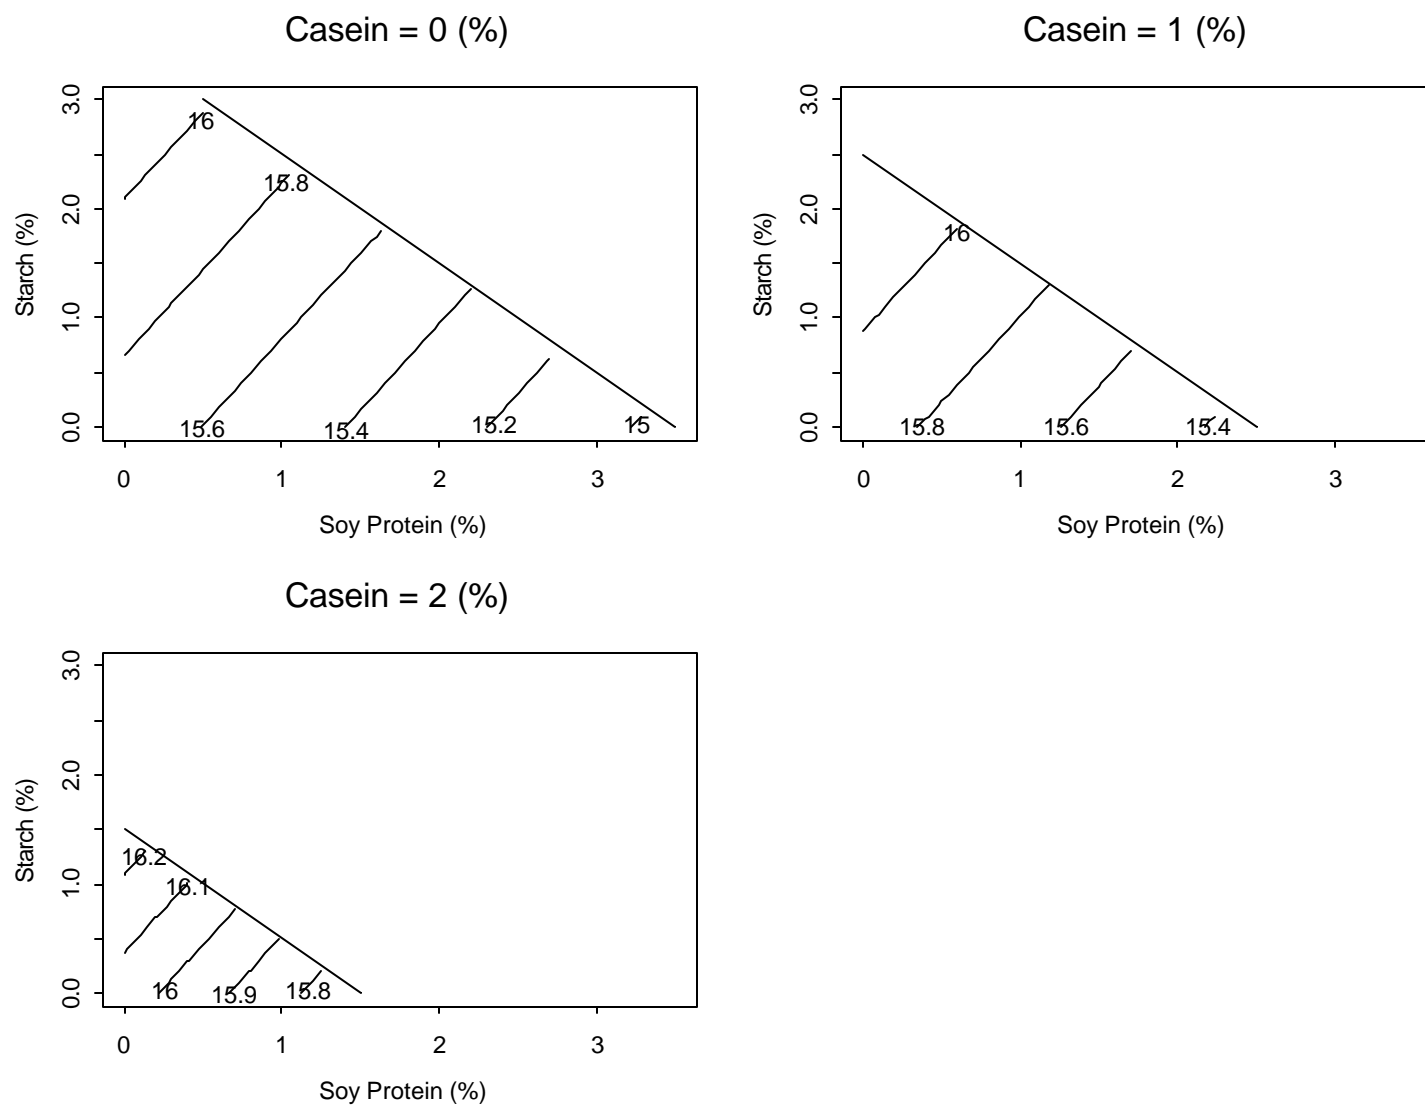 Casein = 0 (%)
Starch (%)
3.0
2.0
1.0
0.0
16
15.8
15.6
15.4
15.2
15
0 1 2 3
Soy Protein (%)
Casein = 1 (%)
Starch (%)
3.0
2.0
1.0
0.0
16
15.8
15.6
15.4
0 1 2 3
Soy Protein (%)
Casein = 2 (%)
Starch (%)
3.0
2.0
1.0
0.0
16.2
16.1
16
15.9
15.8
0 1 2 3
Soy Protein (%)